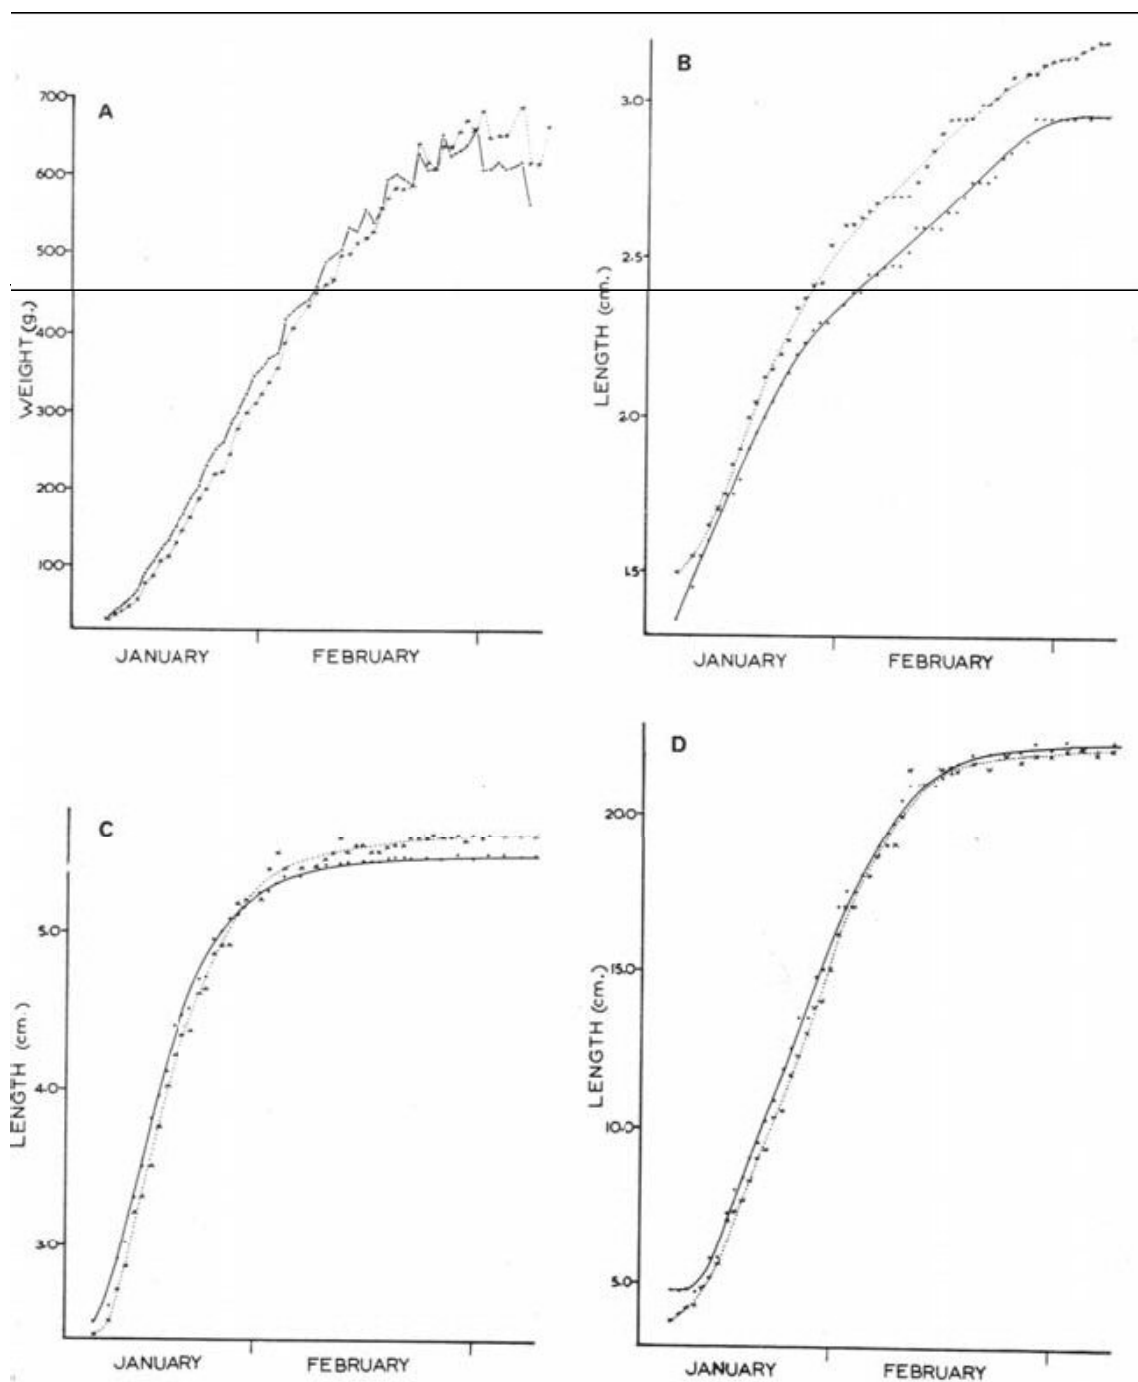 A
700
600
500
400
300
200
100
WEIGHT (g.)
JANUARY FEBRUARY
B
3.0
2.5
2.0
1.5
LENGTH (cm.)
JANUARY FEBRUARY
C
5.0
4.0
3.0
LENGTH (cm.)
JANUARY FEBRUARY
D
20.0
15.0
10.0
5.0
LENGTH (cm.)
JANUARY FEBRUARY